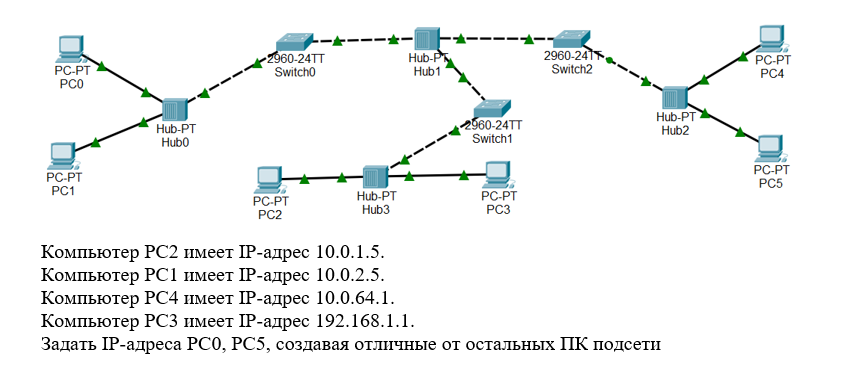 2960-24TT
Switch0
Hub-PT
Hub1
2960-24TT
Switch2
PC-PT
PC4
PC-PT
PC0
Hub-PT
Hub0
2960-24TT
Switch1
Hub-PT
Hub2
PC-PT
PC1
PC-PT
PC2
Hub-PT
Hub3
PC-PT
PC3
PC-PT
PC5
Компьютер PC2 имеет IP-адрес 10.0.1.5.
Компьютер PC1 имеет IP-адрес 10.0.2.5.
Компьютер PC4 имеет IP-адрес 10.0.64.1.
Компьютер PC3 имеет IP-адрес 192.168.1.1.
Задать IP-адреса PC0, PC5, создавая отличные от остальных ПК подсети